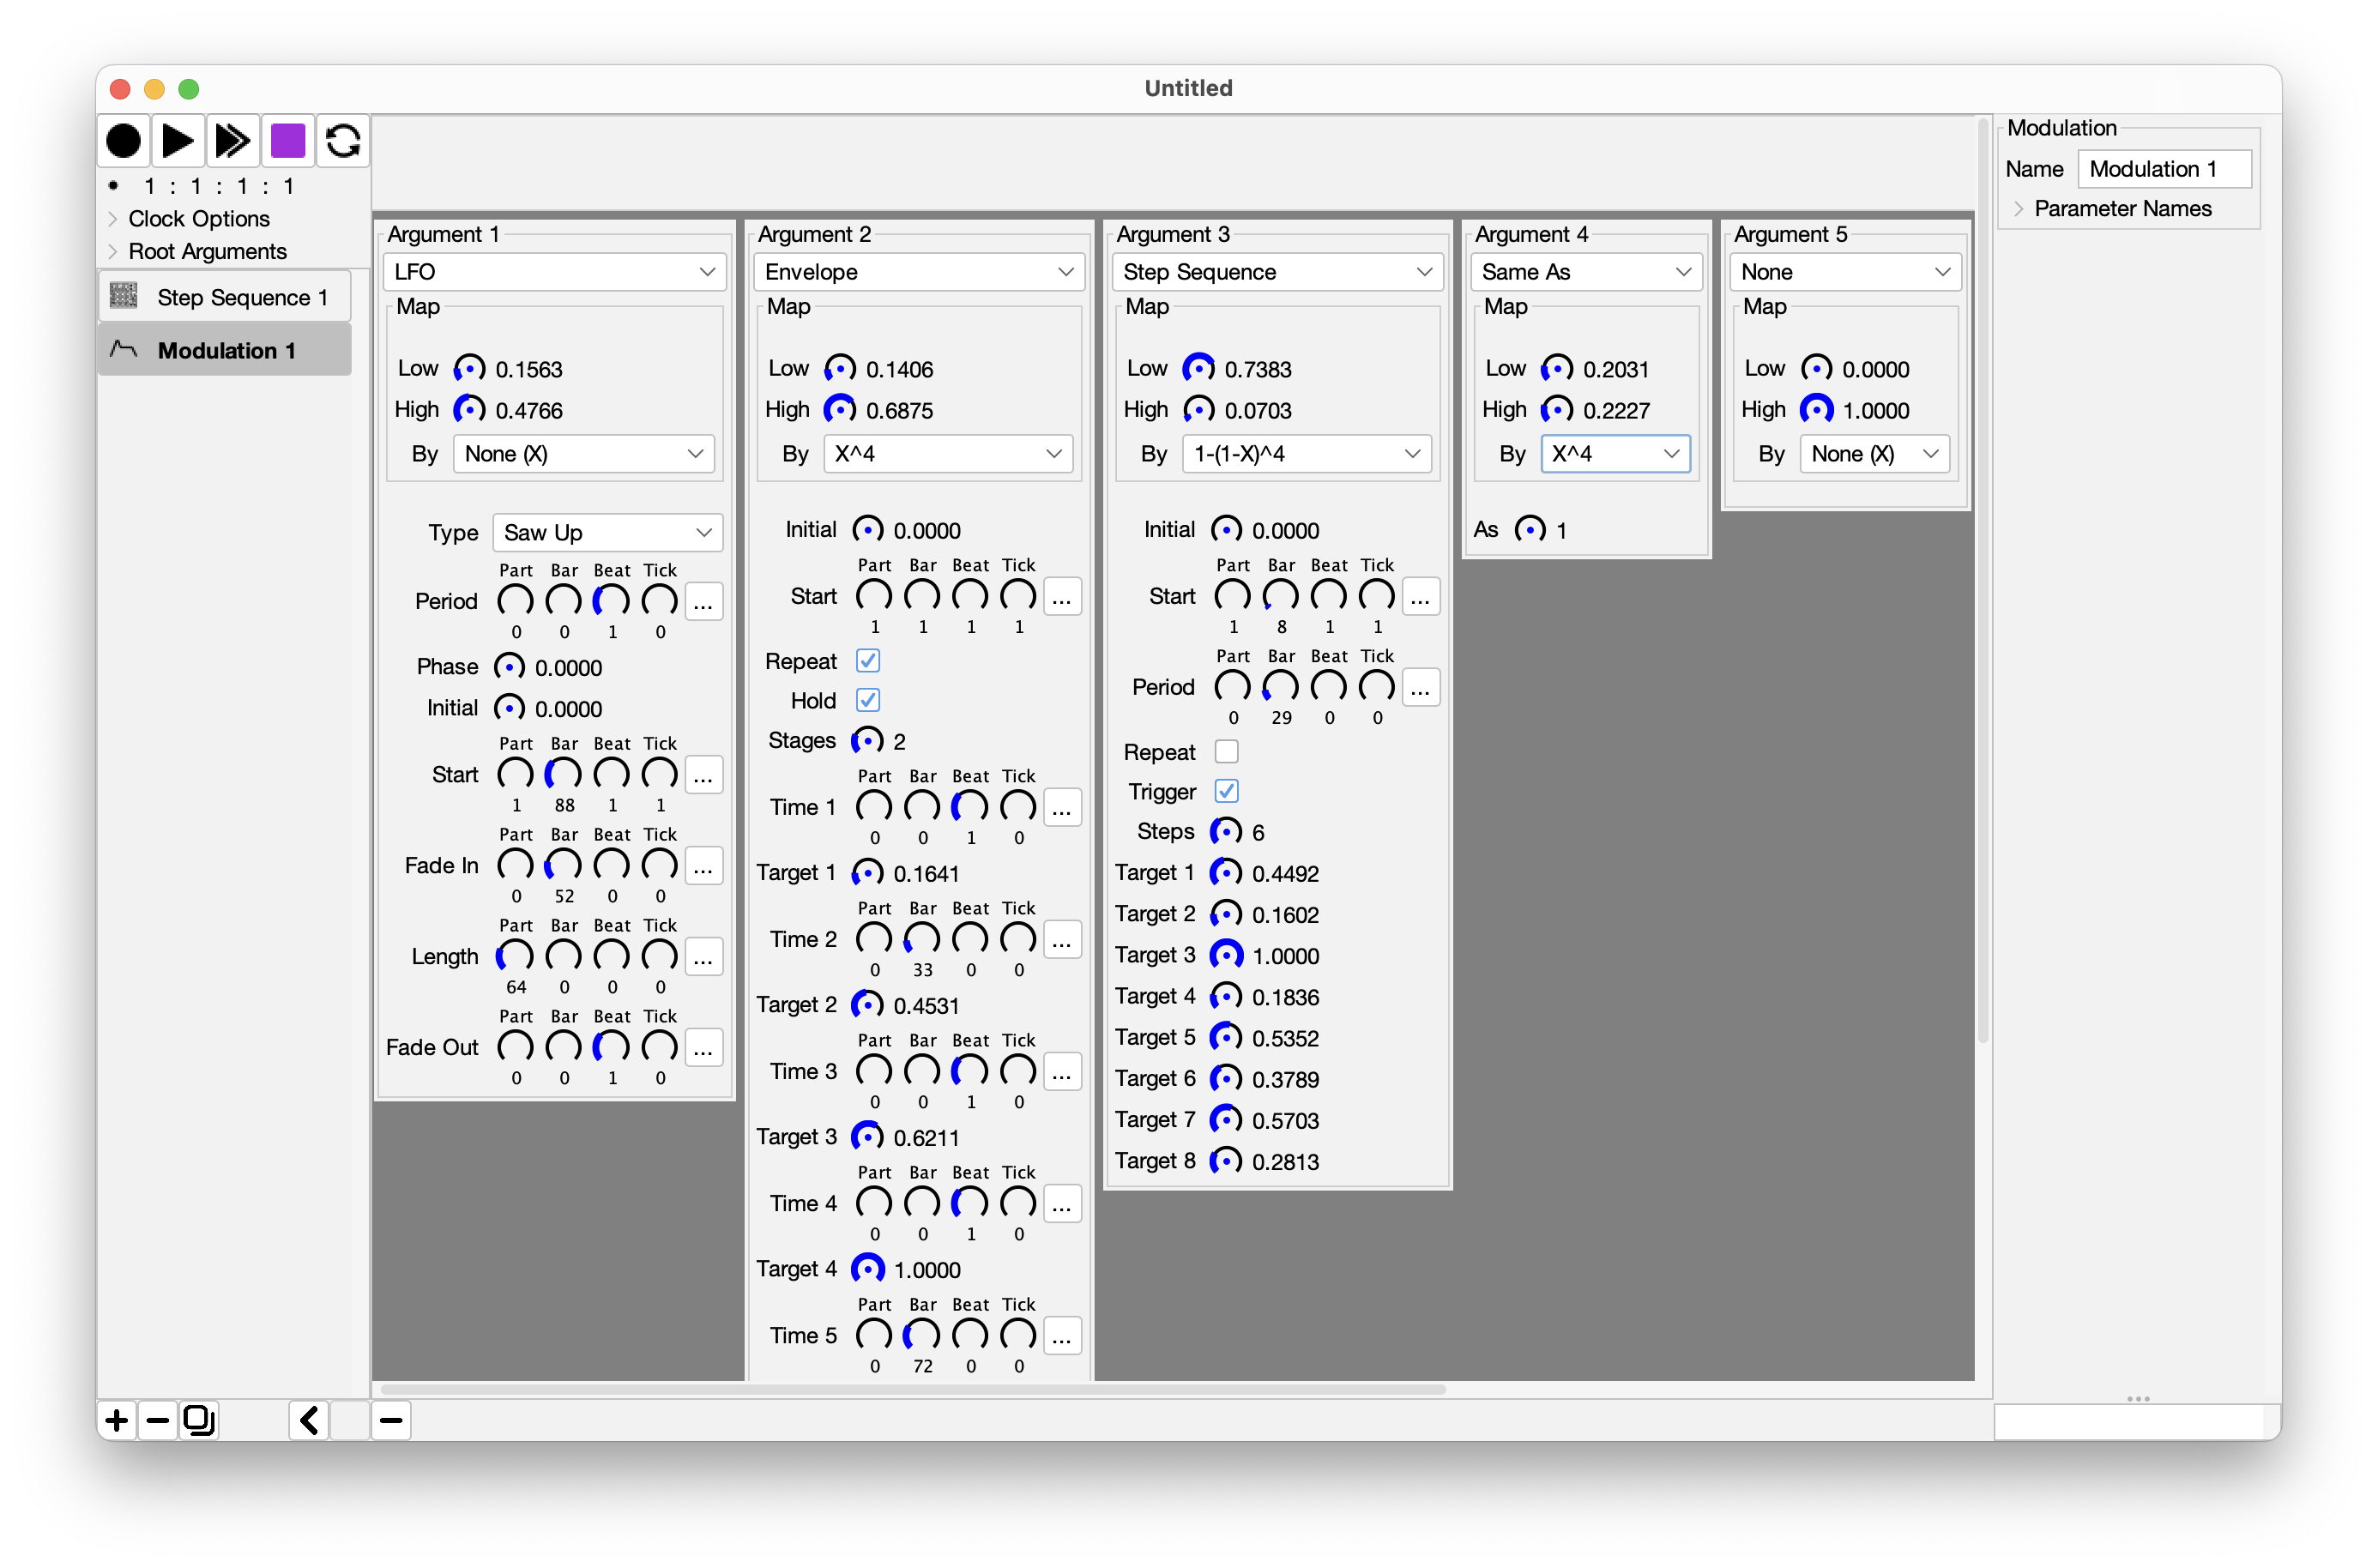 Untitled
1 : 1 : 1 : 1
Clock Options
Root Arguments
Step Sequence 1
Modulation 1
Argument 1
LFO
Map
Low 0.1563
High 0.4766
By None (X)
Type Saw Up
Part Bar Beat Tick
Period ...
0 0 1 0
Phase 0.0000
Initial 0.0000
Part Bar Beat Tick
Start ...
1 88 1 1
Part Bar Beat Tick
Fade In ...
0 52 0 0
Part Bar Beat Tick
Length ...
64 0 0 0
Part Bar Beat Tick
Fade Out ...
0 0 1 0
Argument 2
Envelope
Map
Low 0.1406
High 0.6875
By X^4
Initial 0.0000
Part Bar Beat Tick
Start ...
1 1 1 1
Repeat
Hold
Stages 2
Part Bar Beat Tick
Time 1 ...
0 0 1 0
Target 1 0.1641
Part Bar Beat Tick
Time 2 ...
0 33 0 0
Target 2 0.4531
Part Bar Beat Tick
Time 3 ...
0 0 1 0
Target 3 0.6211
Part Bar Beat Tick
Time 4 ...
0 0 1 0
Target 4 1.0000
Part Bar Beat Tick
Time 5 ...
0 72 0 0
Argument 3
Step Sequence
Map
Low 0.7383
High 0.0703
By 1-(1-X)^4
Initial 0.0000
Part Bar Beat Tick
Start ...
1 8 1 1
Part Bar Beat Tick
Period ...
0 29 0 0
Repeat
Trigger
Steps 6
Target 1 0.4492
Target 2 0.1602
Target 3 1.0000
Target 4 0.1836
Target 5 0.5352
Target 6 0.3789
Target 7 0.5703
Target 8 0.2813
Argument 4
Same As
Map
Low 0.2031
High 0.2227
By X^4
As 1
Argument 5
None
Map
Low 0.0000
High 1.0000
By None (X)
Modulation
Name Modulation 1
Parameter Names